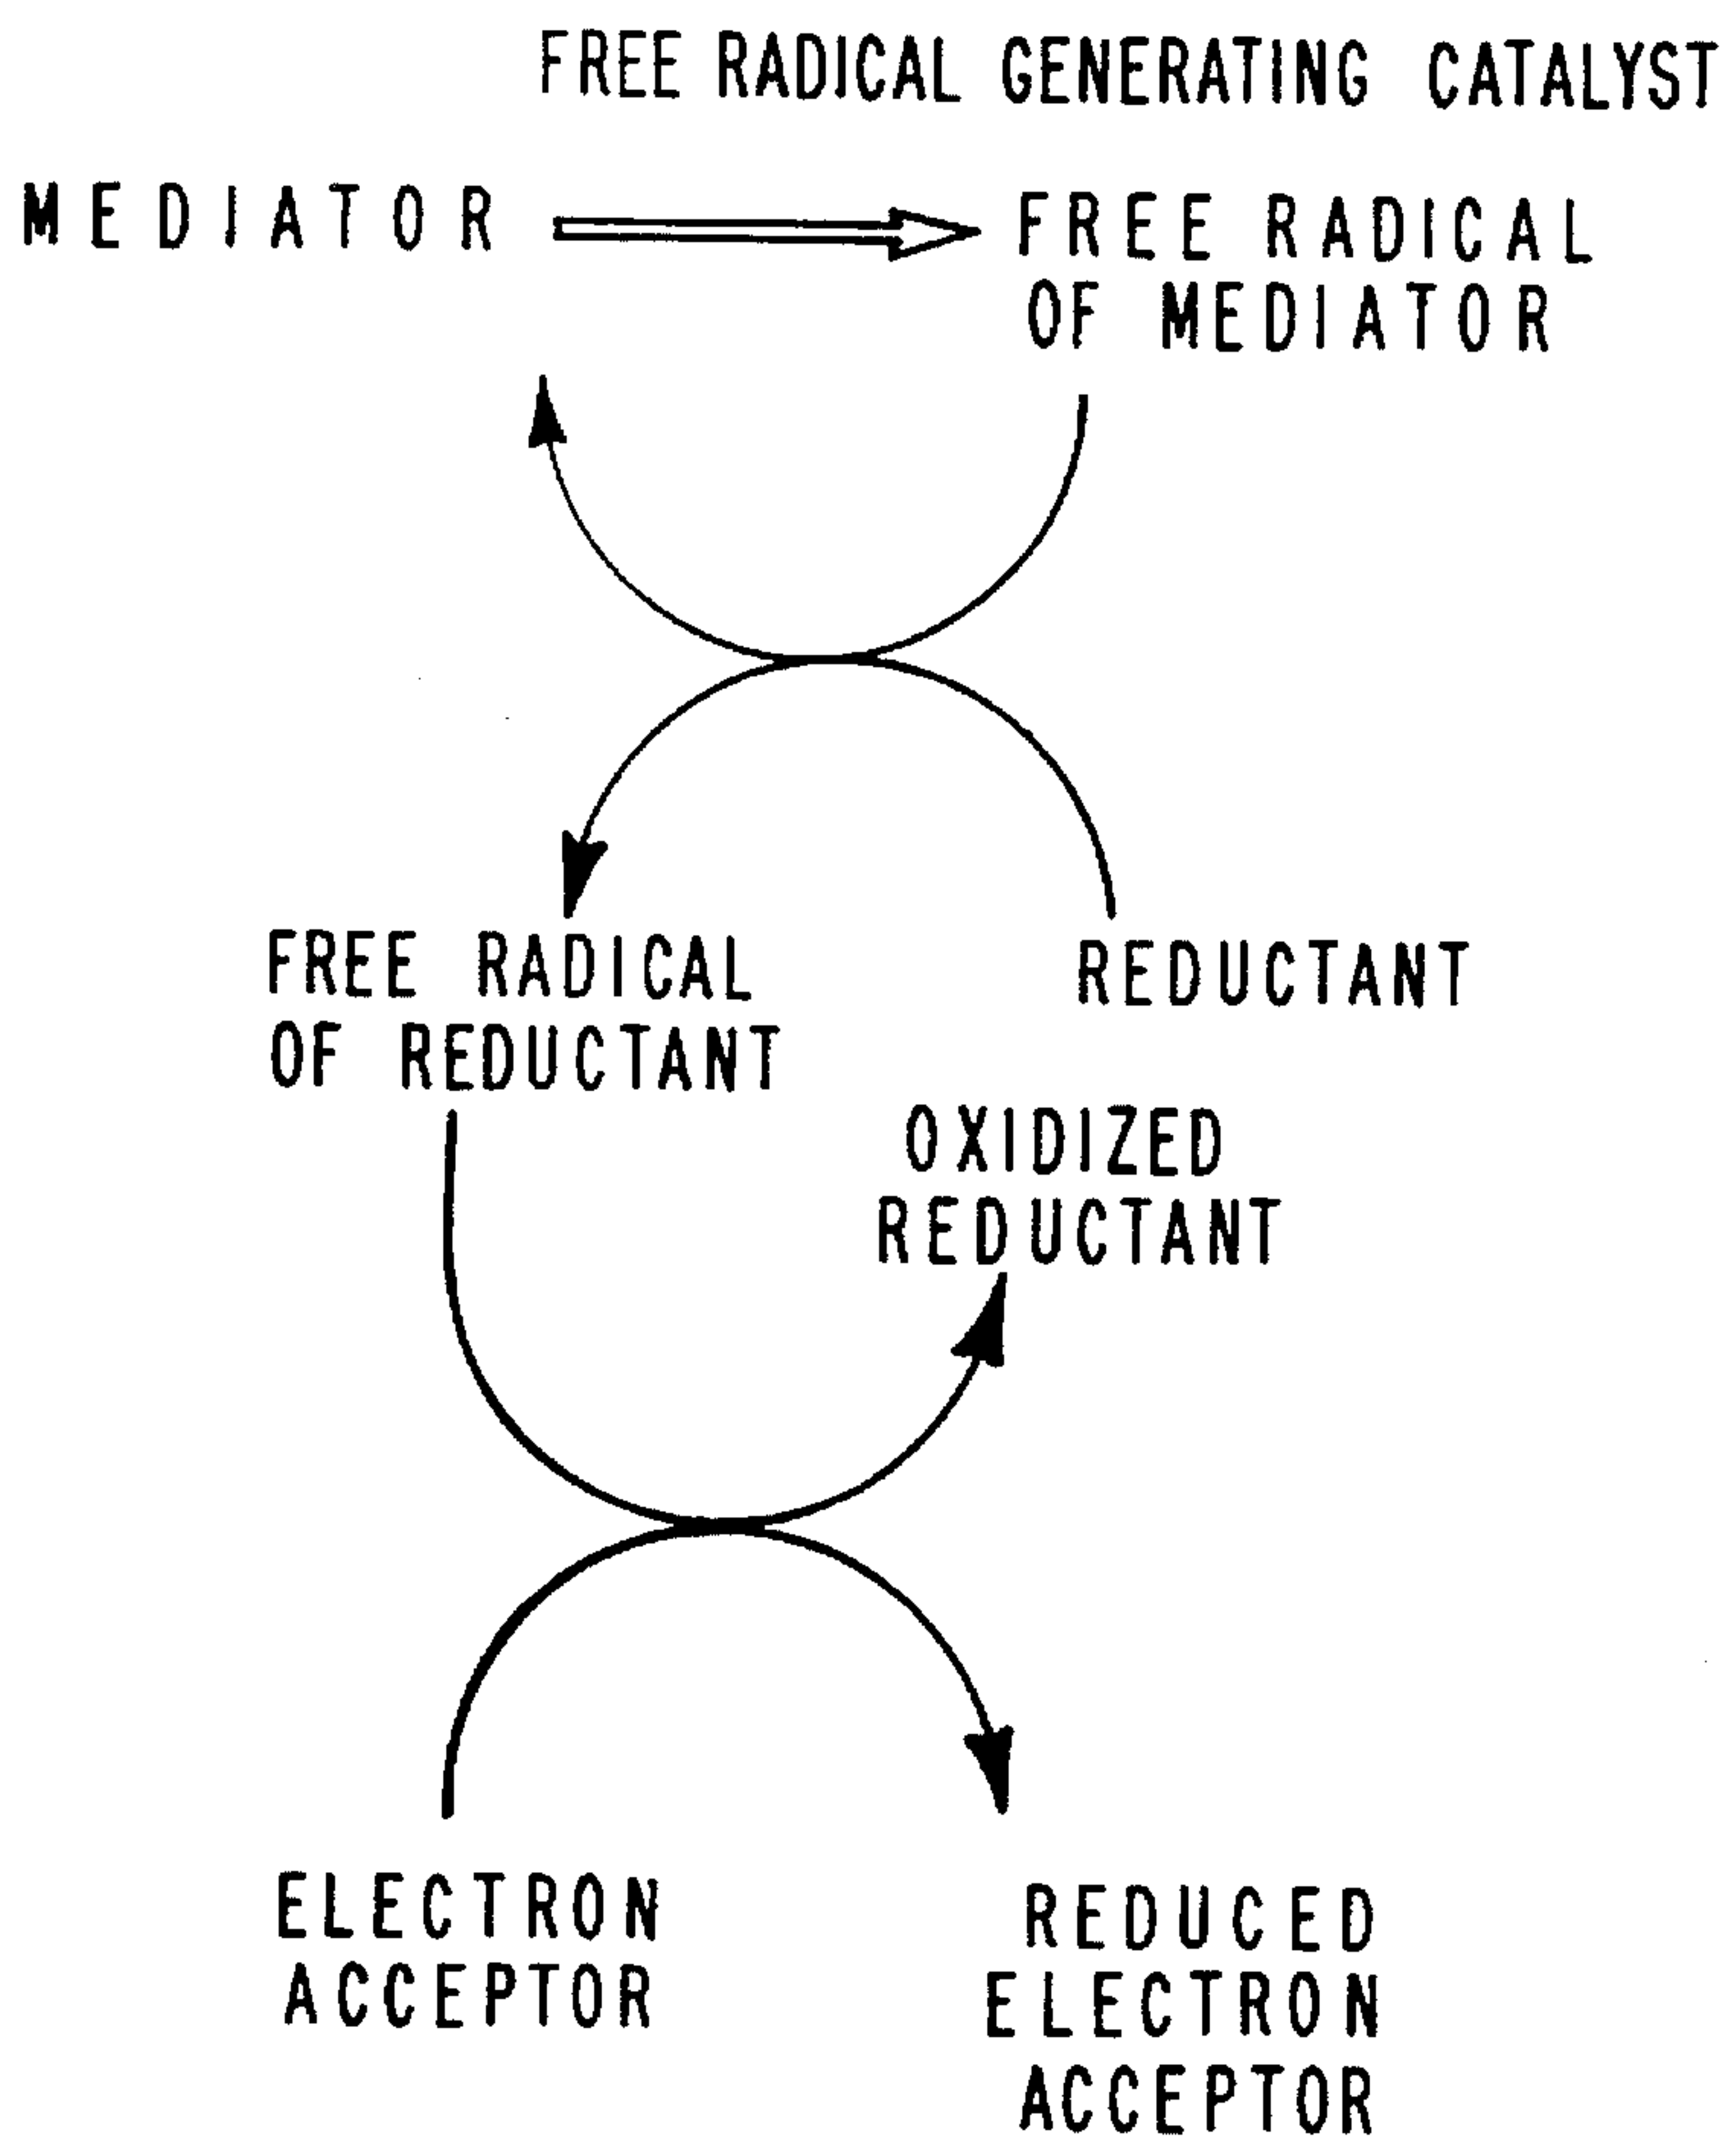 FREE RADICAL GENERATING CATALYST
MEDIATOR
FREE RADICAL
OF MEDIATOR
FREE RADICAL
OF REDUCTANT
REDUCTANT
OXIDIZED
REDUCTANT
ELECTRON
ACCEPTOR
REDUCED
ELECTRON
ACCEPTOR